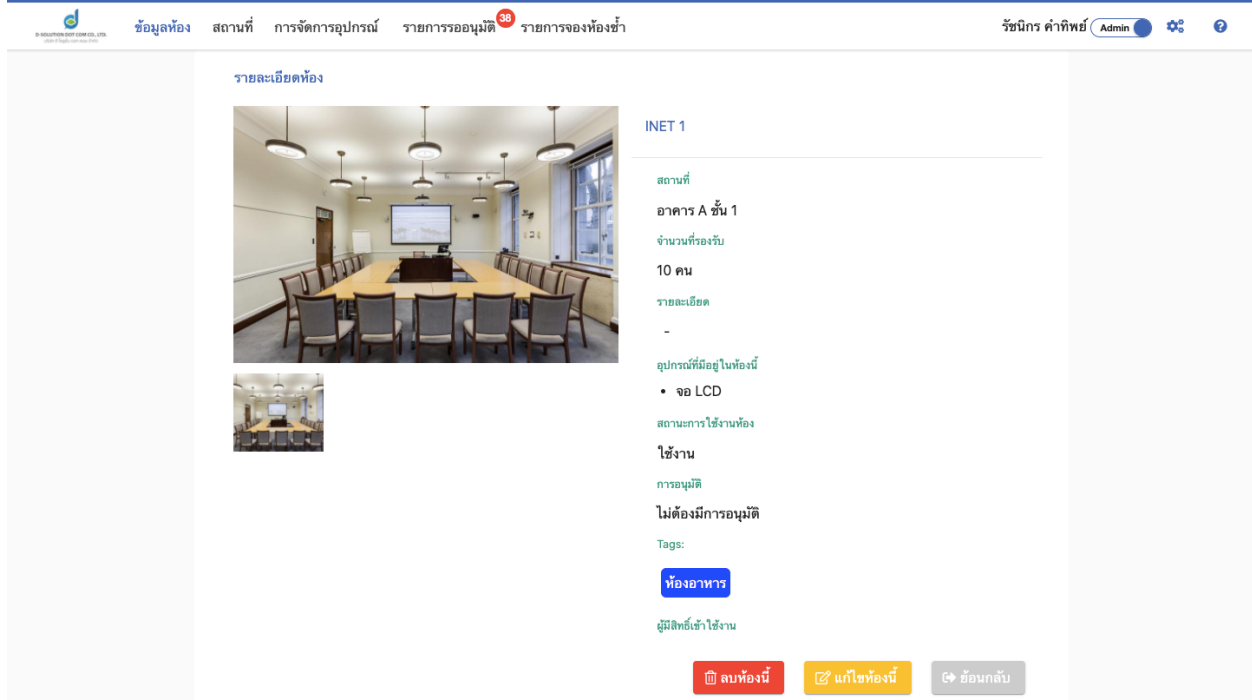 D-SOLUTION DOT COM CO., LTD.
ข้อมูลห้อง สถานที่ การจัดการอุปกรณ์ รายการรออนุมัติ 38 รายการจองห้องซ้ำ รัชนิกร คำทิพย์ Admin
รายละเอียดห้อง
INET 1
สถานที่
อาคาร A ชั้น 1
จำนวนที่รองรับ
10 คน
รายละเอียด
-
อุปกรณ์ที่มีอยู่ในห้องนี้
• จอ LCD
สถานะการใช้งานห้อง
ใช้งาน
การอนุมัติ
ไม่ต้องมีการอนุมัติ
Tags:
ห้องอาหาร
ผู้มีสิทธิ์เข้าใช้งาน
ลบห้องนี้ แก้ไขห้องนี้ ย้อนกลับ